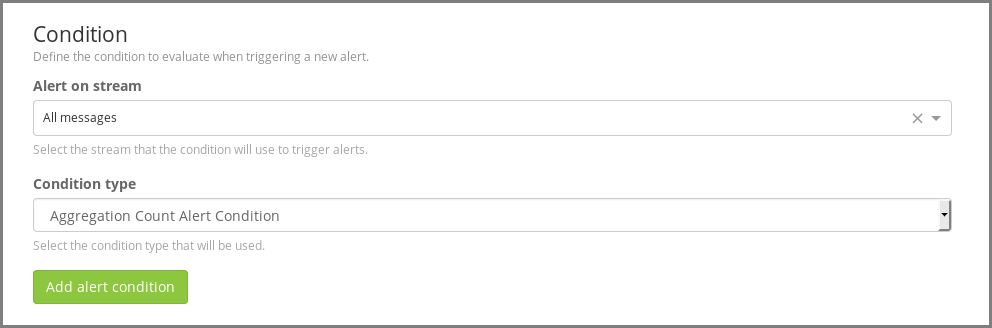 Condition
Define the condition to evaluate when triggering a new alert.
Alert on stream
All messages
Select the stream that the condition will use to trigger alerts.
Condition type
Aggregation Count Alert Condition
Select the condition type that will be used.
Add alert condition